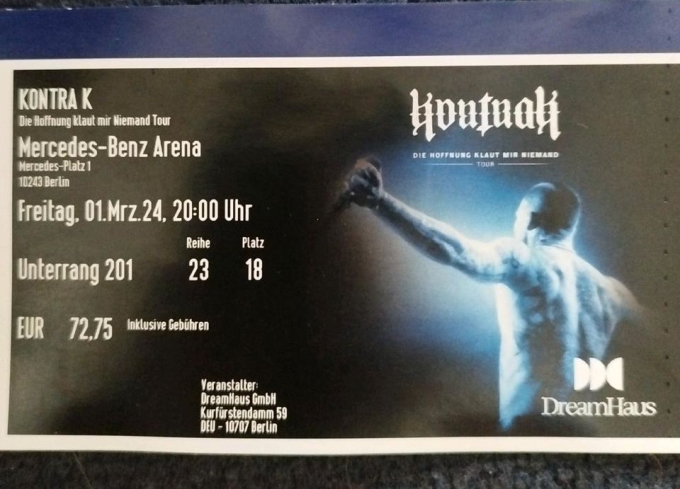 KONTRA K
Die Hoffnung klaut mir Niemand Tour
Mercedes-Benz Arena
Mercedes-Platz 1
10243 Berlin
Freitag, 01.Mrz.24, 20:00 Uhr
Reihe Platz
Unterrang 201 23 18
EUR 72,75 Inklusive Gebühren
Veranstalter:
DreamHaus GmbH
Kurfürstendamm 59
DEU - 10707 Berlin
kontrak
DIE HOFFNUNG KLAUT MIR NIEMAND
TOUR
DreamHaus